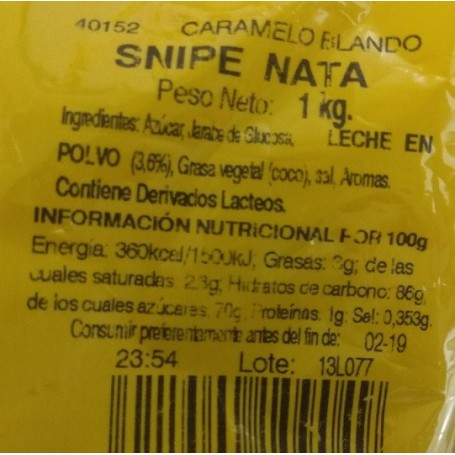 40152 CARAMELO BLANDO
SNIPE NATA
Peso Neto: 1 kg.
Ingredientes: Azúcar, Jarabe de Glucosa, LECHE EN
POLVO (3,6%), Grasa vegetal (coco), sal, Aromas.
Contiene Derivados Lacteos.
INFORMACIÓN NUTRICIONAL POR 100g
Energía: 360kcal/1500kJ; Grasas: 3g; de las
cuales saturadas: 2,3g; Hidratos de carbono: 86g
de los cuales azúcares: 70g; Proteínas: 1g; Sal: 0,353g.
Consumir preferentemente antes del fin de: 02-19
23:54 Lote: 13L077